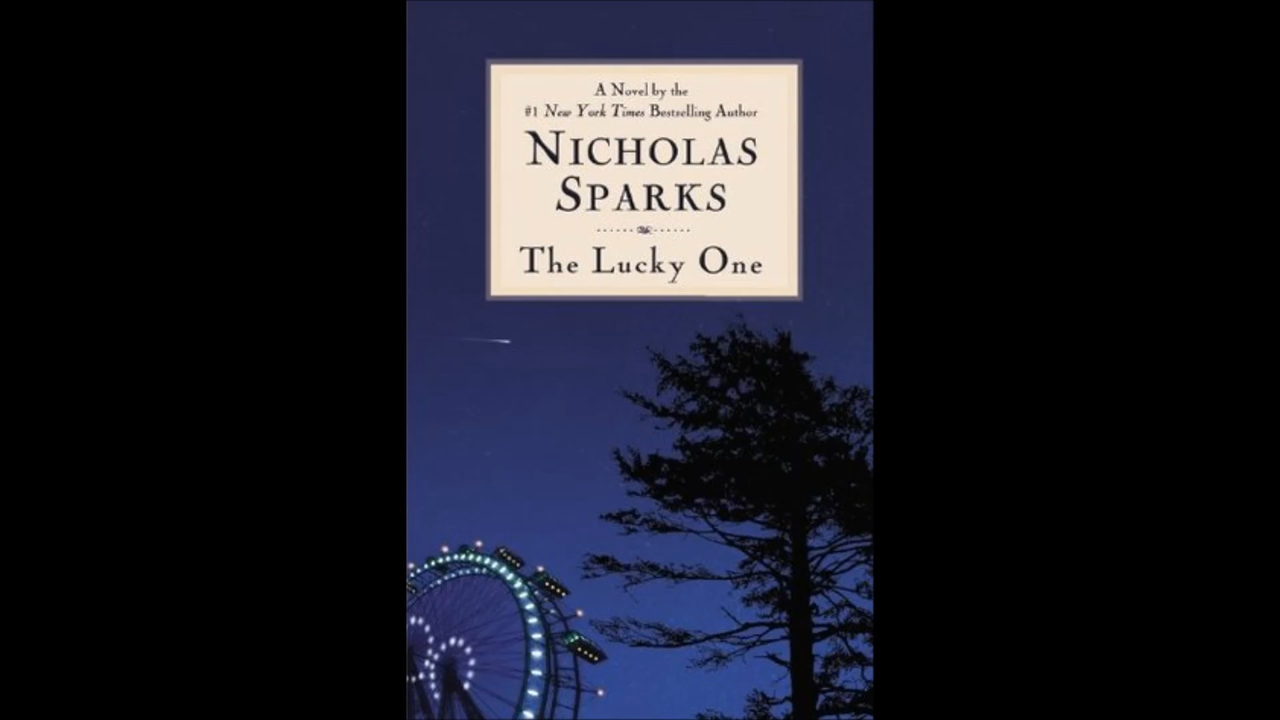 A Novel by the
#1 New York Times Bestselling Author
NICHOLAS
SPARKS
The Lucky One